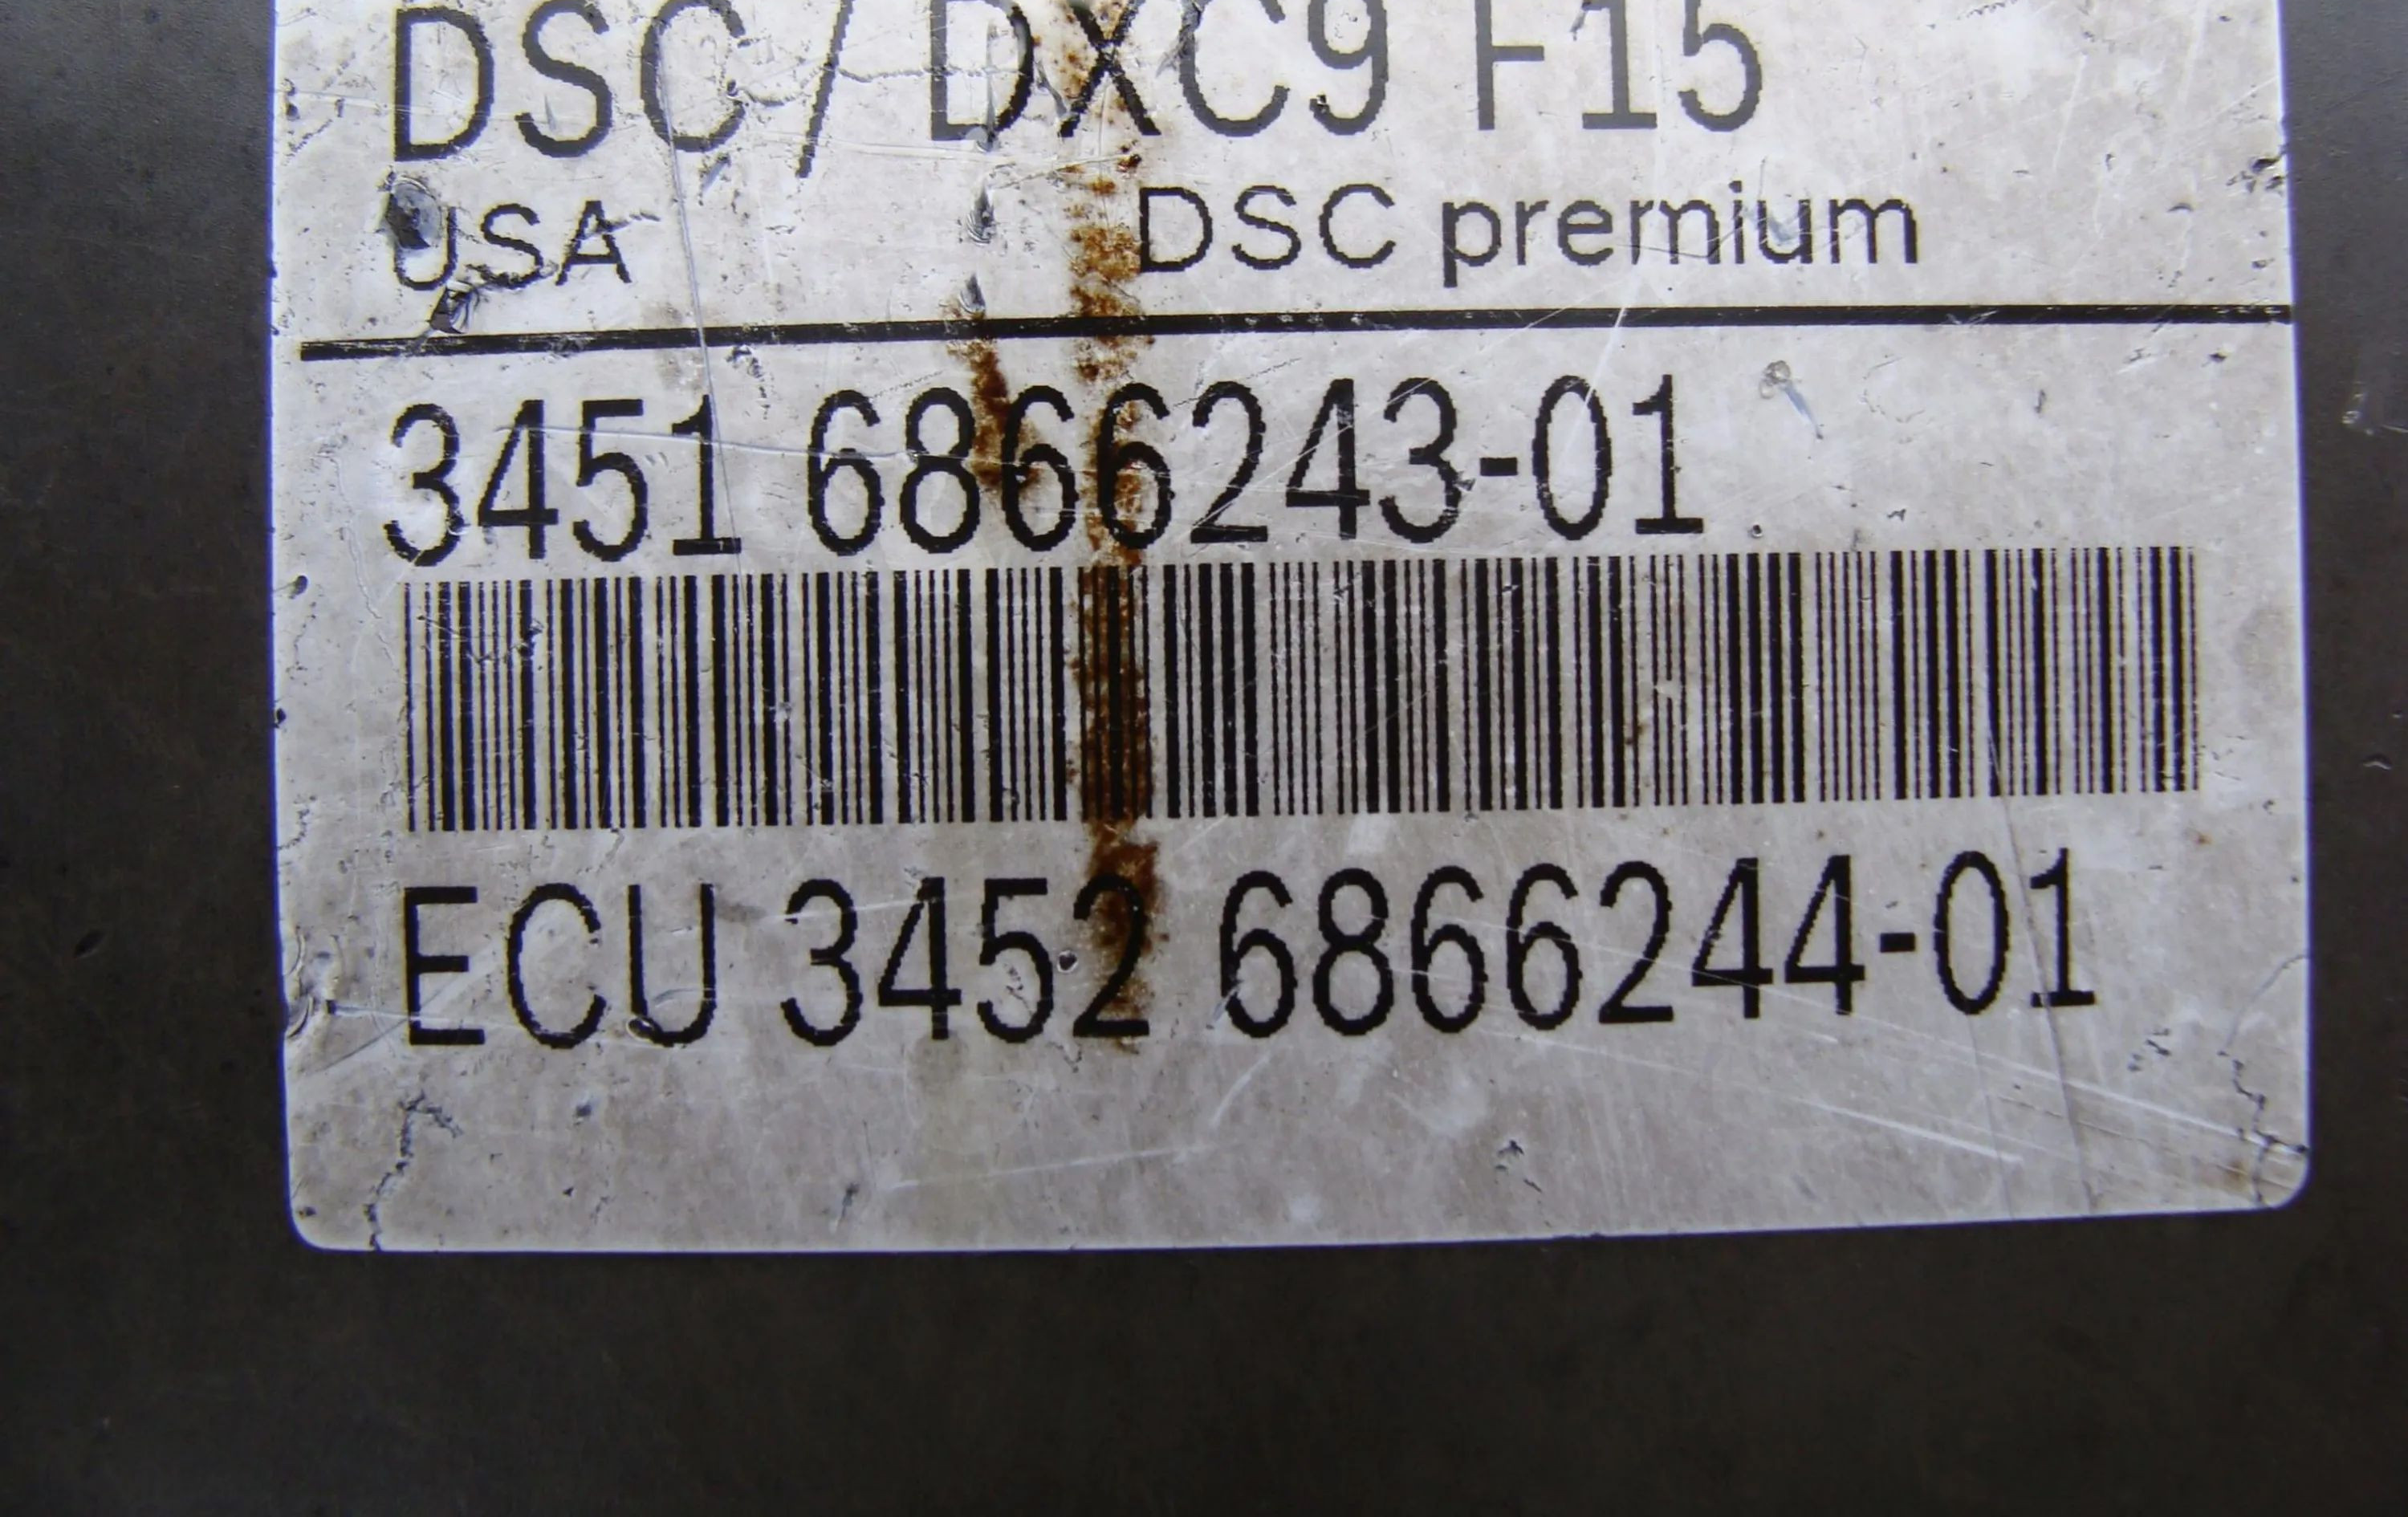 DSC / DXC9 F15
USA DSC premium
3451 6866243-01
ECU 3452 6866244-01